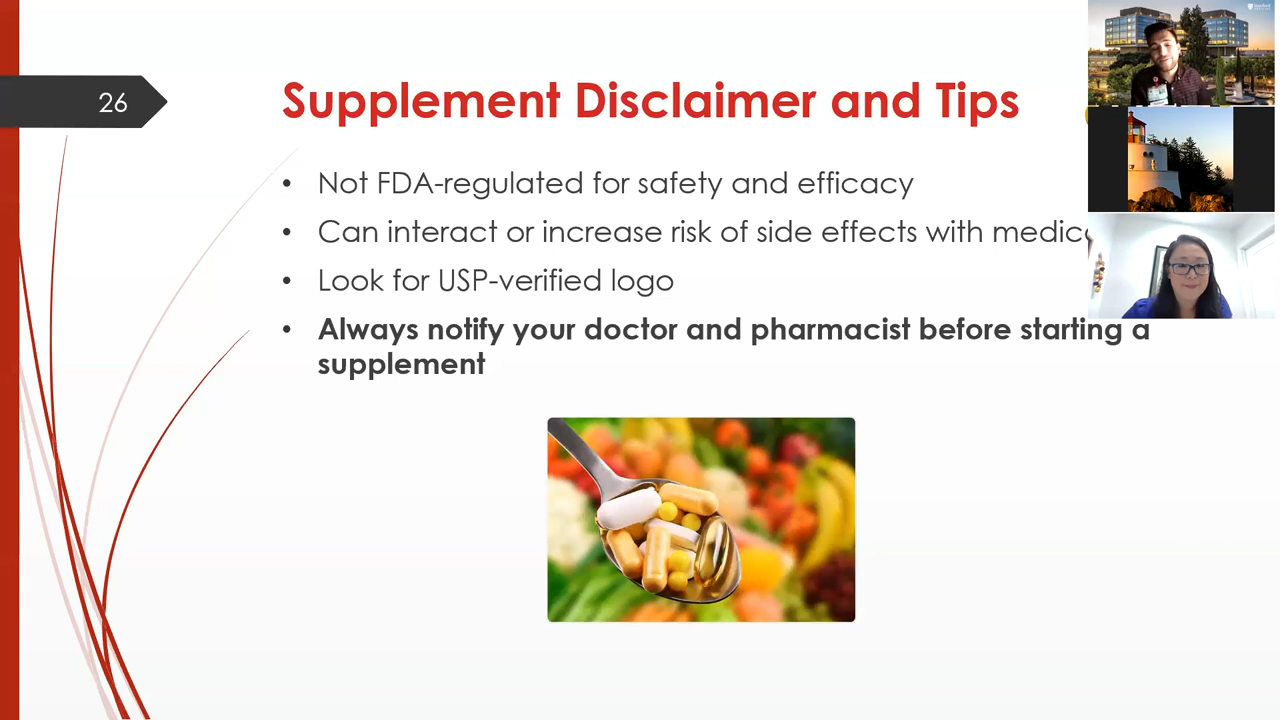 26
Supplement Disclaimer and Tips
• Not FDA-regulated for safety and efficacy
• Can interact or increase risk of side effects with
• Look for USP-verified logo
• Always notify your doctor and pharmacist before starting a
supplement